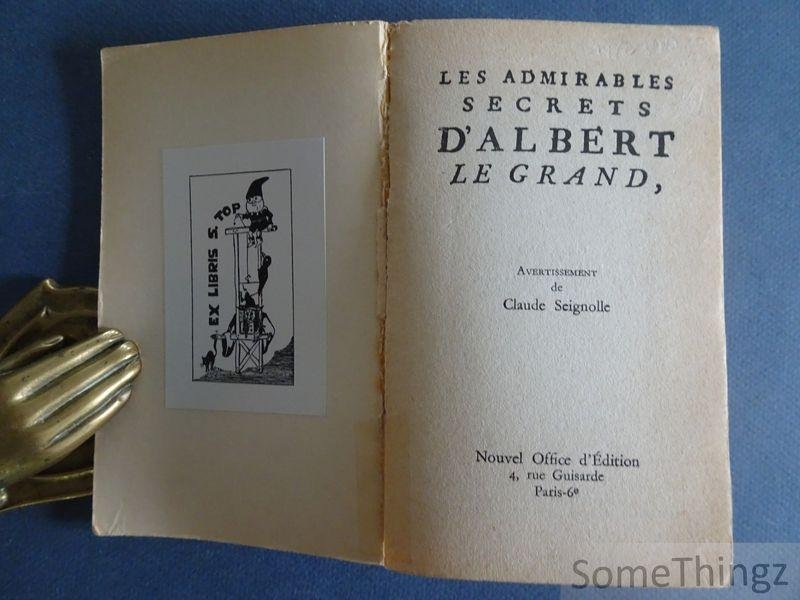 EX LIBRIS S. TOP
LES ADMIRABLES
SECRETS
D'ALBERT
LE GRAND,
AVERTISSEMENT
de
Claude Seignolle
Nouvel Office d'Édition
4, rue Guisarde
Paris-6e
SomeThingz